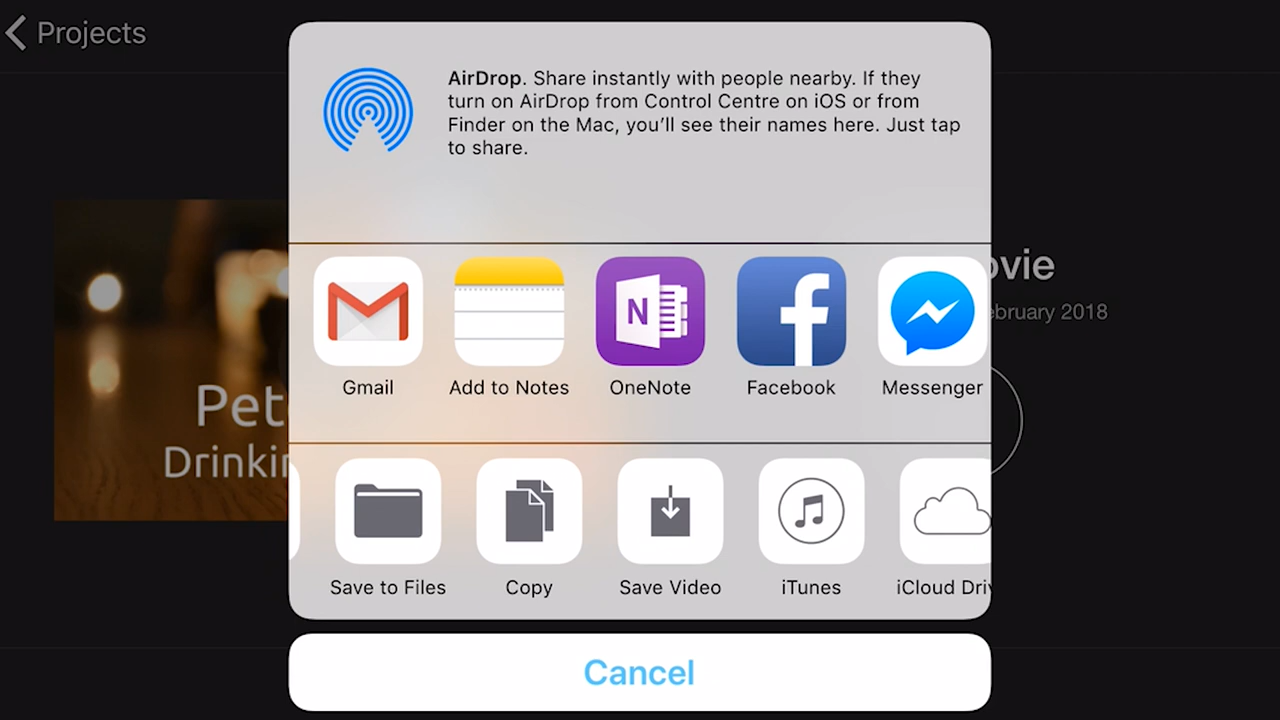 Projects
AirDrop. Share instantly with people nearby. If they
turn on AirDrop from Control Centre on iOS or from
Finder on the Mac, you'll see their names here. Just tap
to share.
Gmail
Add to Notes
N
OneNote
Facebook
Messenger
ovie
ebruary 2018
Pet
Drinkin
Save to Files
Copy
Save Video
iTunes
iCloud Driv
Cancel